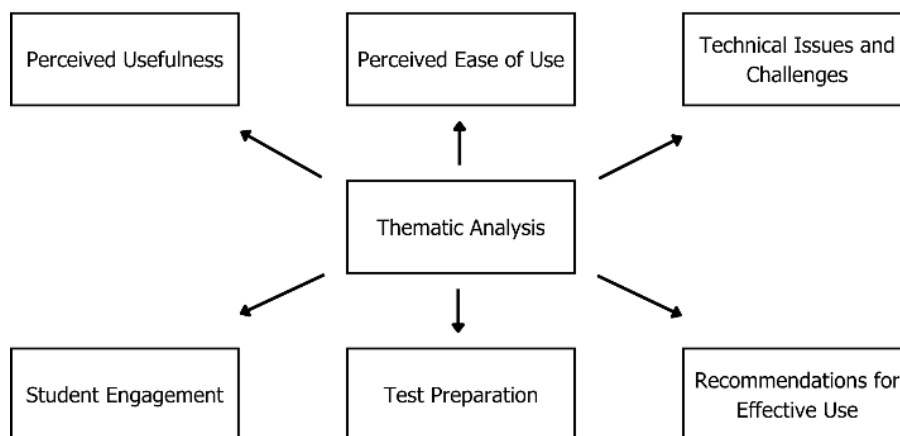 Perceived Usefulness
Perceived Ease of Use
Technical Issues and
Challenges
Thematic Analysis
Student Engagement
Test Preparation
Recommendations for
Effective Use